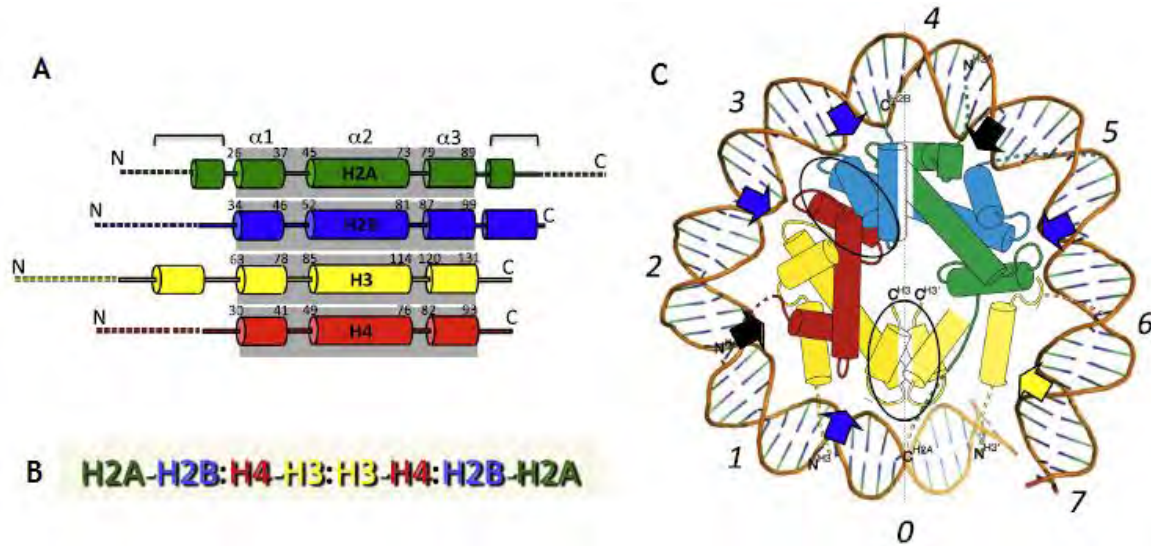 A
α1 α2 α3
N
26 37 45 73 79 89
H2A
C
N
34 46 52 81 87 99
H2B
C
N
63 78 85 114 120 131
H3
C
N
30 41 49 76 82 93
H4
C
B
H2A-H2B:H4-H3:H3-H4:H2B-H2A
C
4
3
5
C H2B
2
C H3 C H3'
6
1
N H3
C H2A
N H3'
7
0